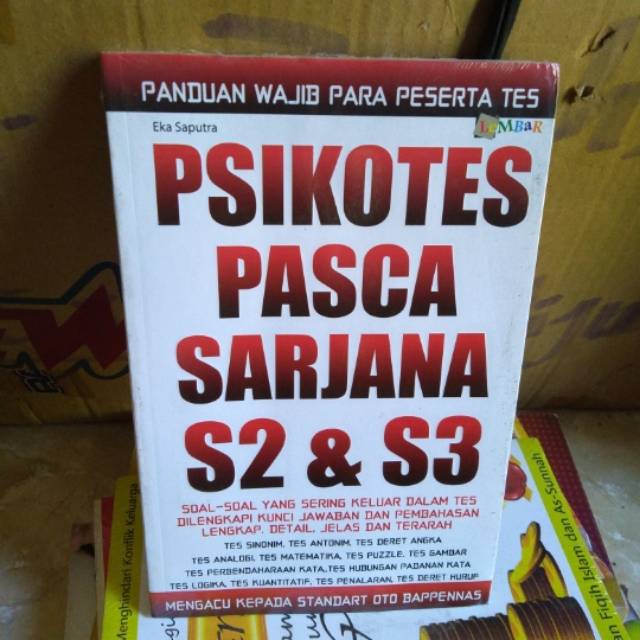 PANDUAN WAJIB PARA PESERTA TES
Eka Saputra
LeMBaR
PSIKOTES
PASCA
SARJANA
S2 & S3
SOAL-SOAL YANG SERING KELUAR DALAM TES
DILENGKAPI KUNCI JAWABAN DAN PEMBAHASAN
LENGKAP, DETAIL, JELAS DAN TERARAH
TES SINONIM, TES ANTONIM, TES DERET ANGKA
TES ANALOGI, TES MATEMATIKA, TES PUZZLE, TES GAMBAR
TES PERBENDAHARAAN KATA, TES HUBUNGAN PADANAN KATA
TES LOGIKA, TES KUANTITATIF, TES PENALARAN, TES DERET HURUF
MENGACU KEPADA STANDART OTO BAPPENNAS
Menghindari Konflik Keluarga
Fiqih Islam dan As-Sunnah